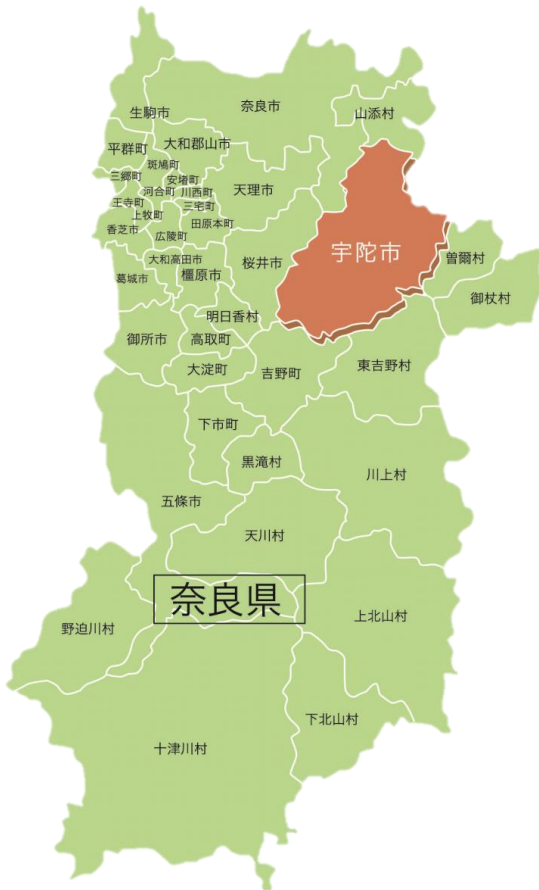 奈良市
山添村
生駒市
平群町
大和郡山市
斑鳩町
三郷町
安堵町
河合町
川西町
天理市
王寺町
三宅町
上牧町
田原本町
香芝市
広陵町
宇陀市
曽爾村
大和高田市
桜井市
葛城市
橿原市
御杖村
明日香村
御所市
高取町
大淀町
吉野町
東吉野村
下市町
黒滝村
川上村
五條市
天川村
奈良県
野迫川村
上北山村
下北山村
十津川村